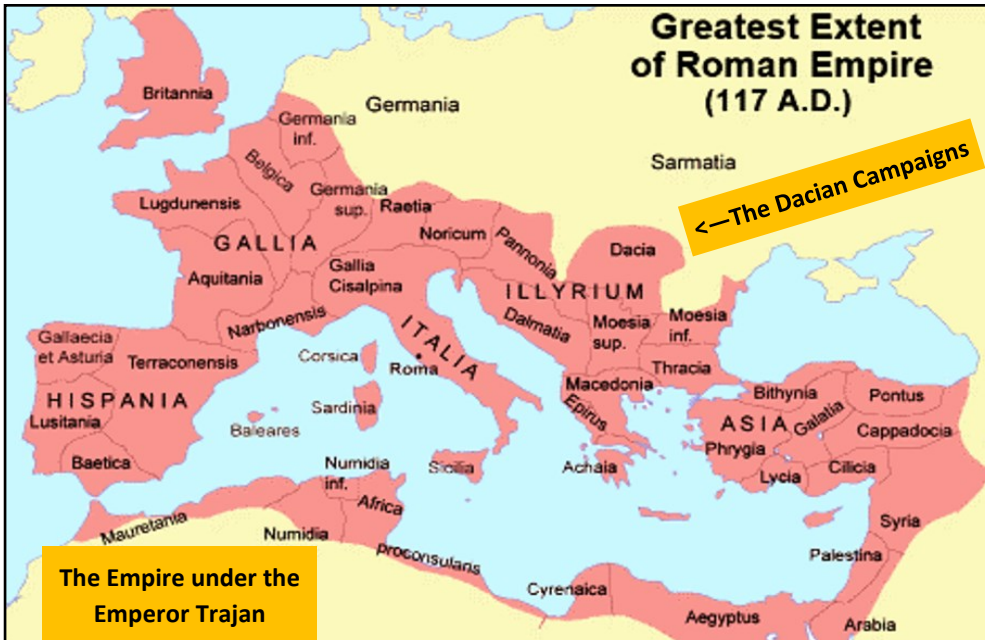 Greatest Extent
of Roman Empire
(117 A.D.)
Britannia
Germania
Germania
inf.
Belgica
Sarmatia
<—The Dacian Campaigns
Lugdunensis
Germania
sup.
Raetia
Noricum
Pannonia
Dacia
GALLIA
Aquitania
Gallia
Cisalpina
ILLYRIUM
Dalmatia
Moesia
sup.
Moesia
inf.
Narbonensis
ITALIA
Gallaecia
et Asturia
Terraconensis
Corsica
Roma
Thracia
Macedonia
Epirus
Bithynia
Pontus
HISPANIA
Lusitania
Sardinia
Baleares
ASIA
Galatia
Cappadocia
Phrygia
Baetica
Numidia
inf.
Sicilia
Achaia
Lycia
Cilicia
Africa
Mauretania
Numidia
proconsularis
Syria
Palestina
Cyrenaica
Aegyptus
Arabia
The Empire under the
Emperor Trajan